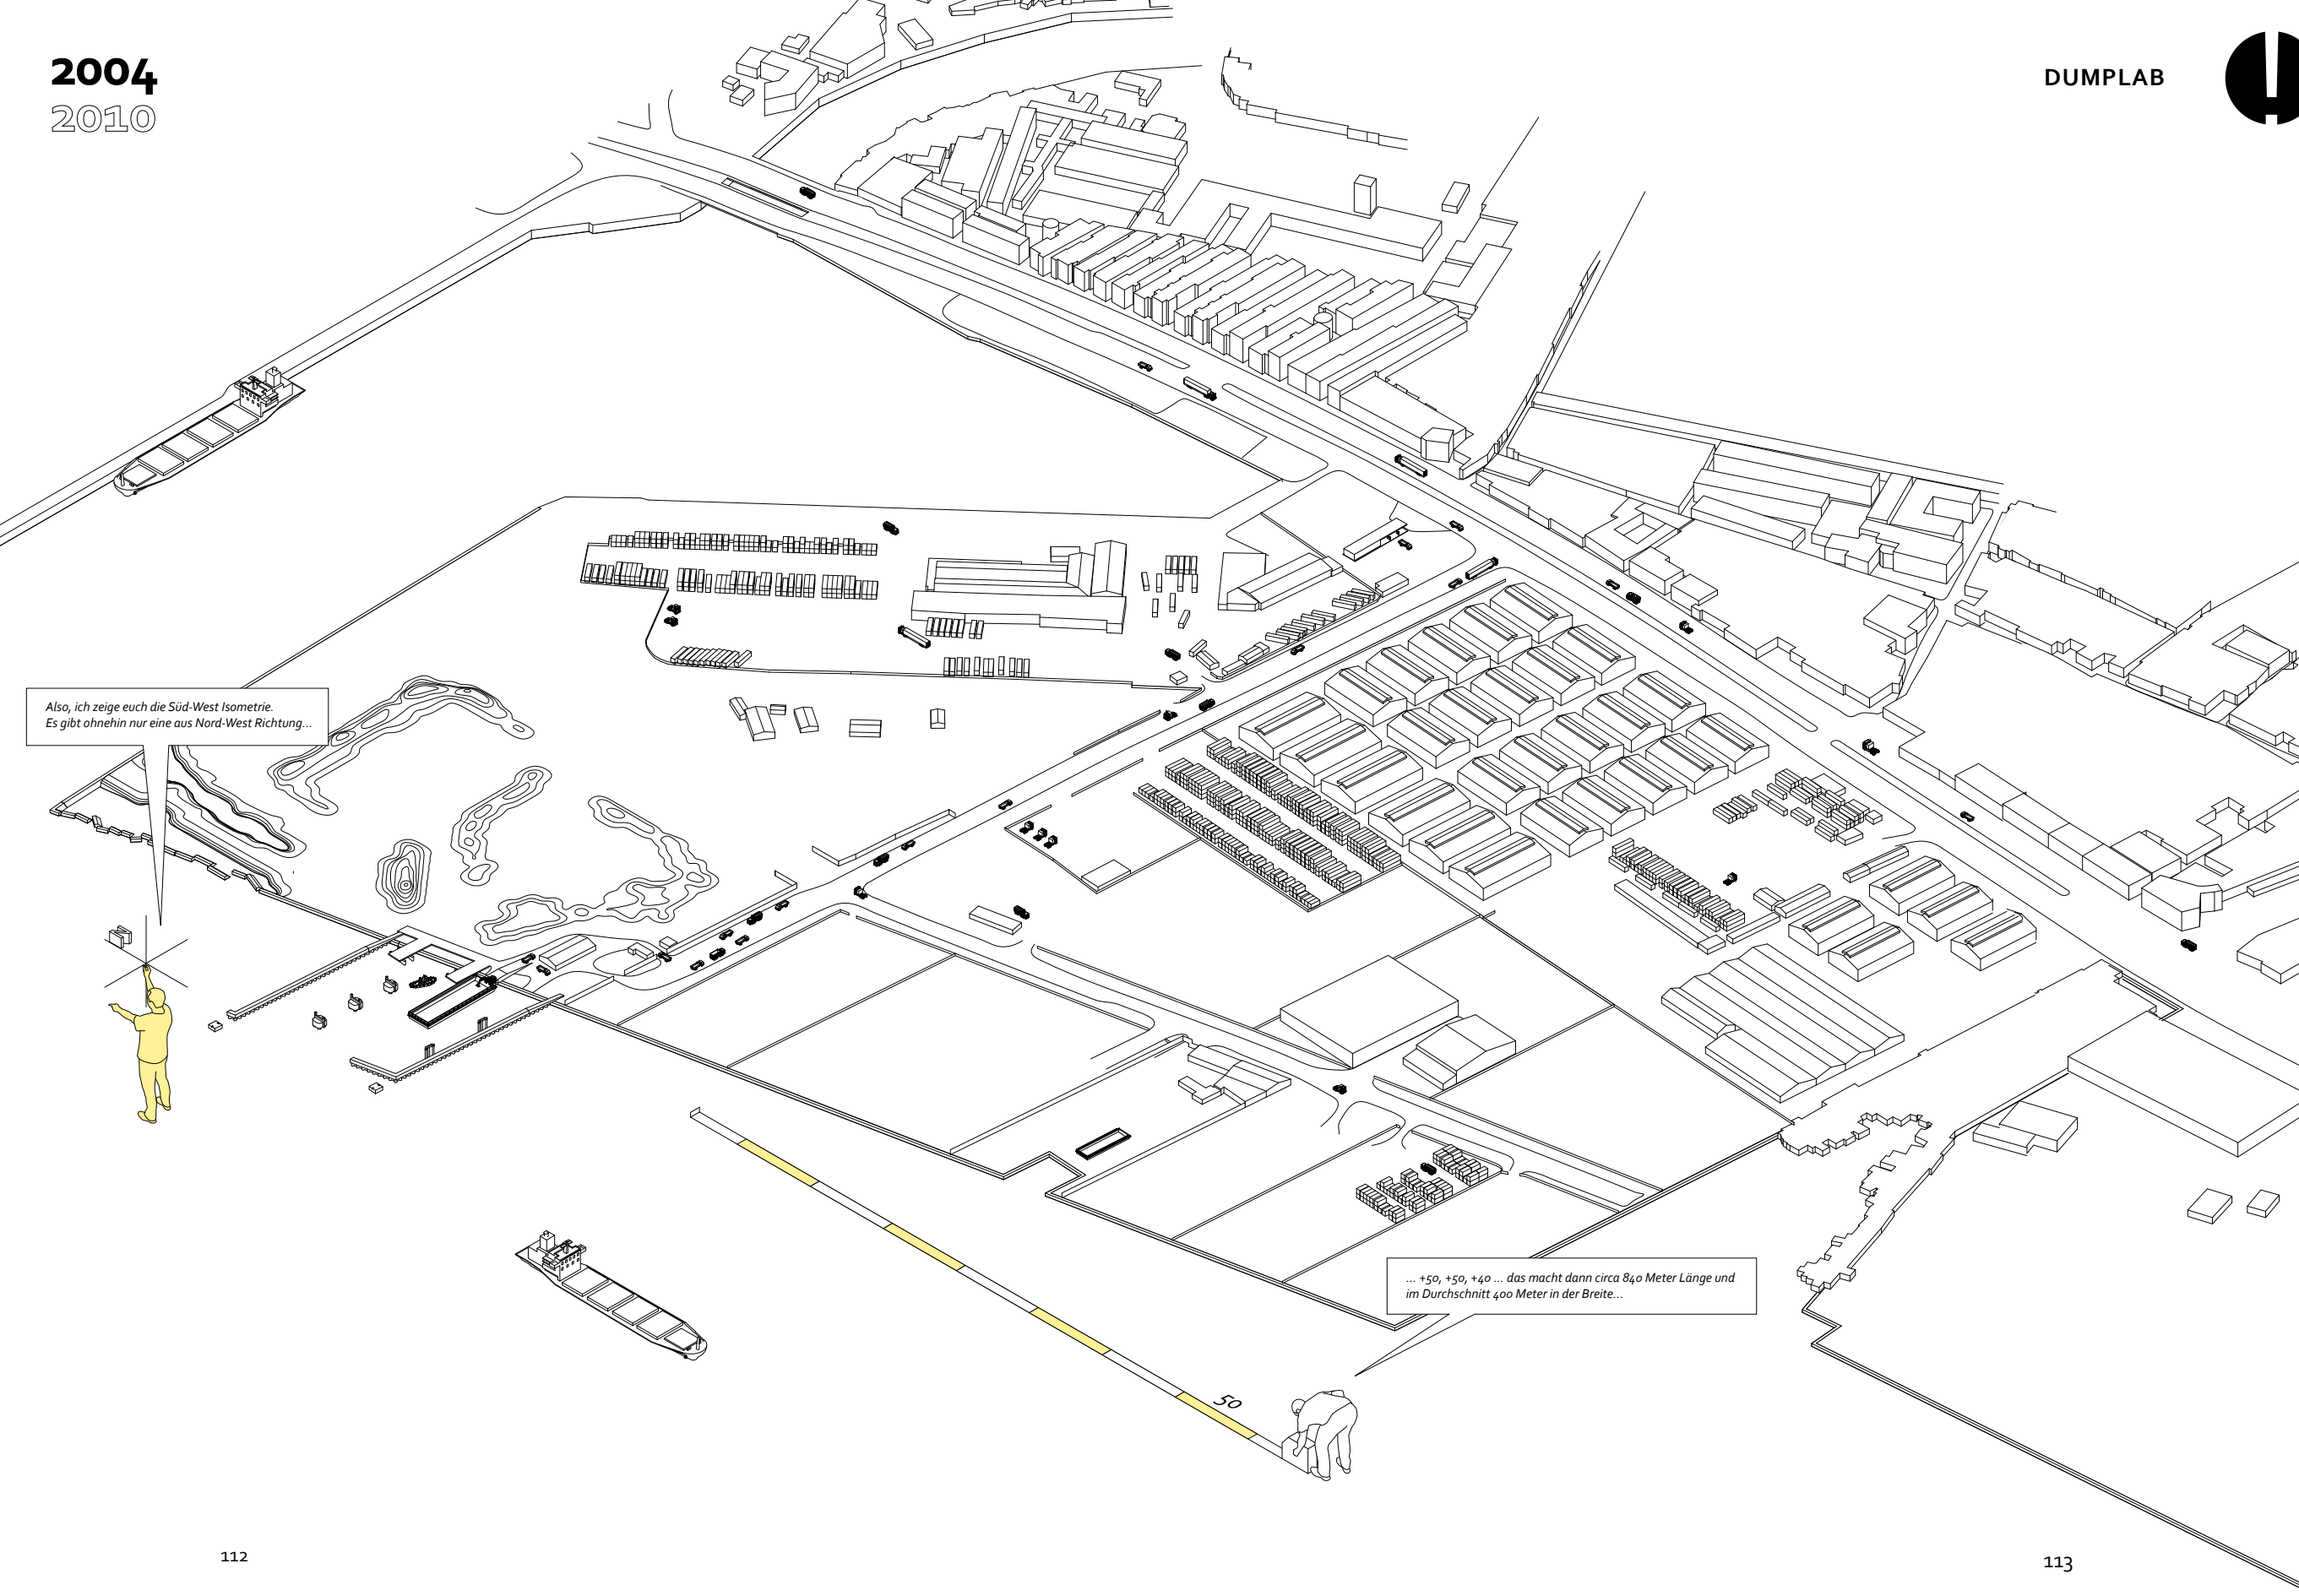 2004
2010
DUMPLAB
Also, ich zeige euch die Süd-West Isometrie.
Es gibt ohnehin nur eine aus Nord-West Richtung...
N
50
... +50, +50, +40 ... das macht dann circa 840 Meter Länge und
im Durchschnitt 400 Meter in der Breite...
112
113